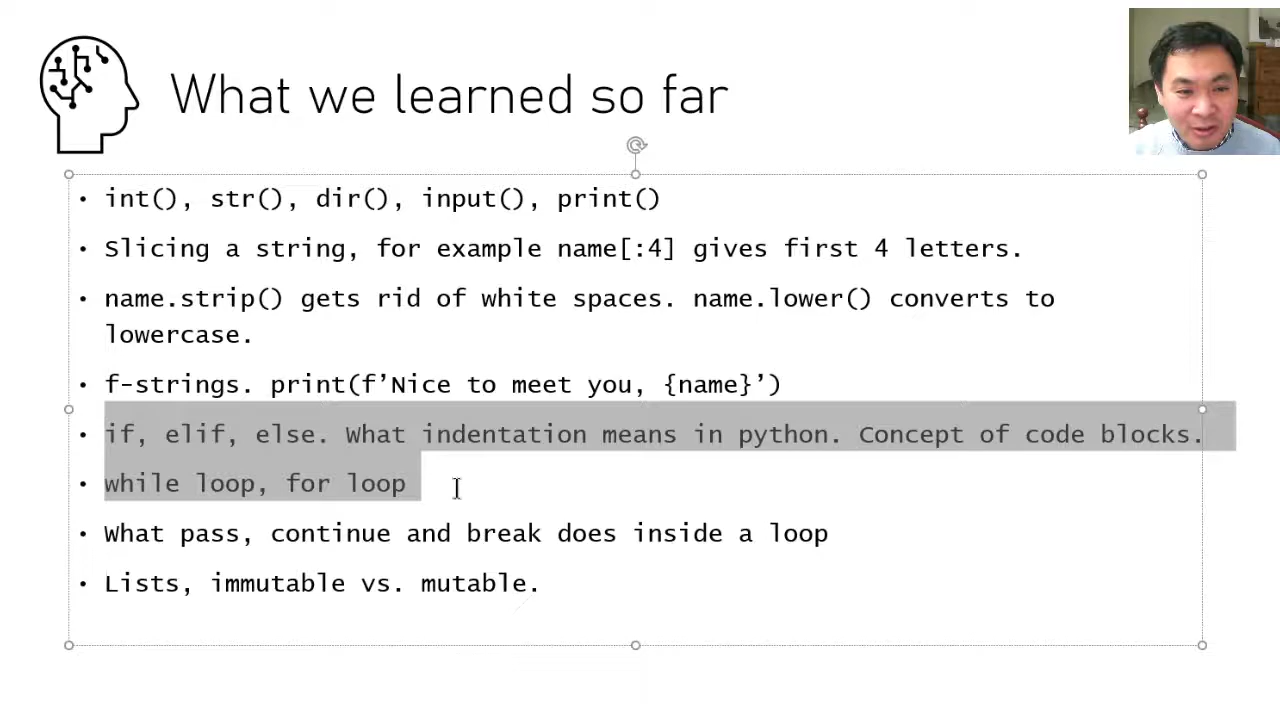 What we learned so far
• int(), str(), dir(), input(), print()
• Slicing a string, for example name[:4] gives first 4 letters.
• name.strip() gets rid of white spaces. name.lower() converts to
lowercase.
• f-strings. print(f’Nice to meet you, {name}’)
• if, elif, else. What indentation means in python. Concept of code blocks.
• while loop, for loop
• What pass, continue and break does inside a loop
• Lists, immutable vs. mutable.